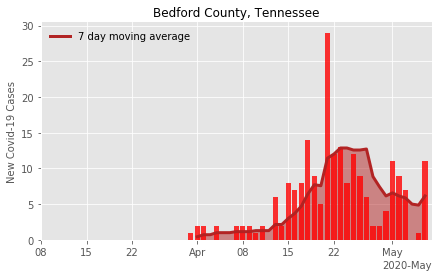 Bedford County, Tennessee
7 day moving average
New Covid-19 Cases
30
25
20
15
10
5
0
08 15 22 Apr 08 15 22 May
2020-May